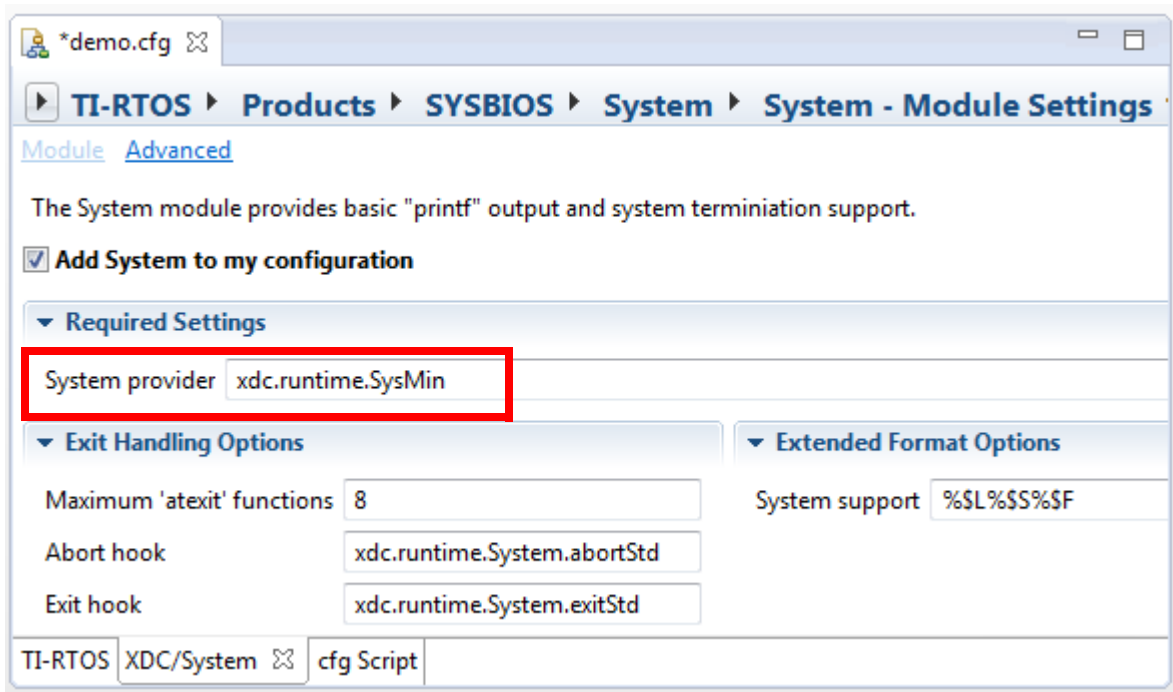 *demo.cfg
TI-RTOS Products SYSBIOS System System - Module Settings
Module Advanced
The System module provides basic "printf" output and system terminiation support.
Add System to my configuration
Required Settings
System provider xdc.runtime.SysMin
Exit Handling Options
Maximum 'atexit' functions 8
Abort hook xdc.runtime.System.abortStd
Exit hook xdc.runtime.System.exitStd
Extended Format Options
System support %$L%$S%$F
TI-RTOS XDC/System cfg Script